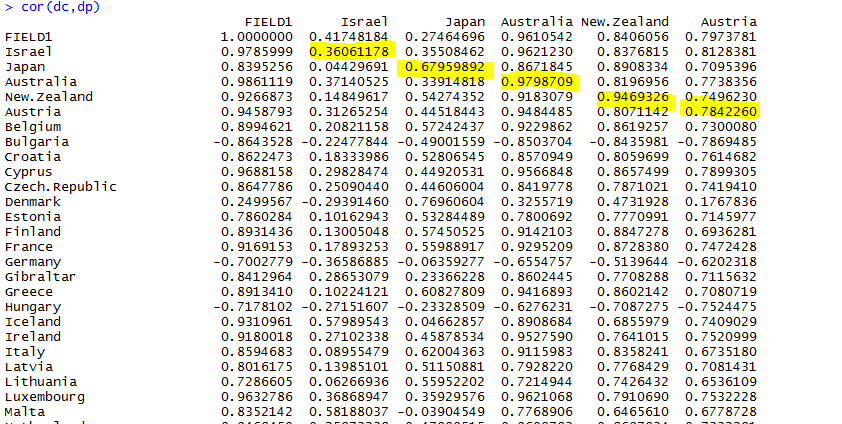 > cor(dc,dp)
FIELD1 Israel Japan Australia New.Zealand Austria
FIELD1 1.0000000 0.41748184 0.27464696 0.9610542 0.8406056 0.7973781
Israel 0.9785999 0.36061178 0.35508462 0.9621230 0.8376815 0.8128381
Japan 0.8395256 0.04429691 0.67959892 0.8671845 0.8908334 0.7095396
Australia 0.9861119 0.37140525 0.33914818 0.9798709 0.8196956 0.7738356
New.Zealand 0.9266873 0.14849617 0.54274352 0.9183079 0.9469326 0.7496230
Austria 0.9458793 0.31265254 0.44518443 0.9484485 0.8071142 0.7842260
Belgium 0.8994621 0.20821158 0.57242437 0.9229862 0.8619257 0.7300080
Bulgaria -0.8643528 -0.22477844 -0.49001559 -0.8503704 -0.8435981 -0.7869485
Croatia 0.8622473 0.18333986 0.52806545 0.8570949 0.8059699 0.7614682
Cyprus 0.9688158 0.29828474 0.44920531 0.9566848 0.8657499 0.7899305
Czech.Republic 0.8647786 0.25090440 0.44606004 0.8419778 0.7871021 0.7419410
Denmark 0.2499567 -0.29391460 0.76960604 0.3255719 0.4731928 0.1767836
Estonia 0.7860284 0.10162943 0.53284489 0.7800692 0.7770991 0.7145977
Finland 0.8931436 0.13005048 0.57450525 0.9142103 0.8847278 0.6936281
France 0.9169153 0.17893253 0.55988917 0.9295209 0.8728380 0.7472428
Germany -0.7002779 -0.36586885 -0.06359277 -0.6554757 -0.5139644 -0.6202318
Gibraltar 0.8412964 0.28653079 0.23366228 0.8602445 0.7708288 0.7115632
Greece 0.8913410 0.10224121 0.60827809 0.9416893 0.8602142 0.7080719
Hungary -0.7178102 -0.27151607 -0.23328509 -0.6276231 -0.7087275 -0.7524475
Iceland 0.9310961 0.57989543 0.04662857 0.8908684 0.6855979 0.7409029
Ireland 0.9180018 0.27102338 0.45878534 0.9527590 0.7641015 0.7520999
Italy 0.8594683 0.08955479 0.62004363 0.9115983 0.8358241 0.6735180
Latvia 0.8016175 0.13985101 0.51150881 0.7928220 0.7768429 0.7081431
Lithuania 0.7286605 0.06266936 0.55952202 0.7214944 0.7426432 0.6536109
Luxembourg 0.9632786 0.36868947 0.35929576 0.9621068 0.7910690 0.7532228
Malta 0.8352142 0.58188037 -0.03904549 0.7768906 0.6465610 0.6778728